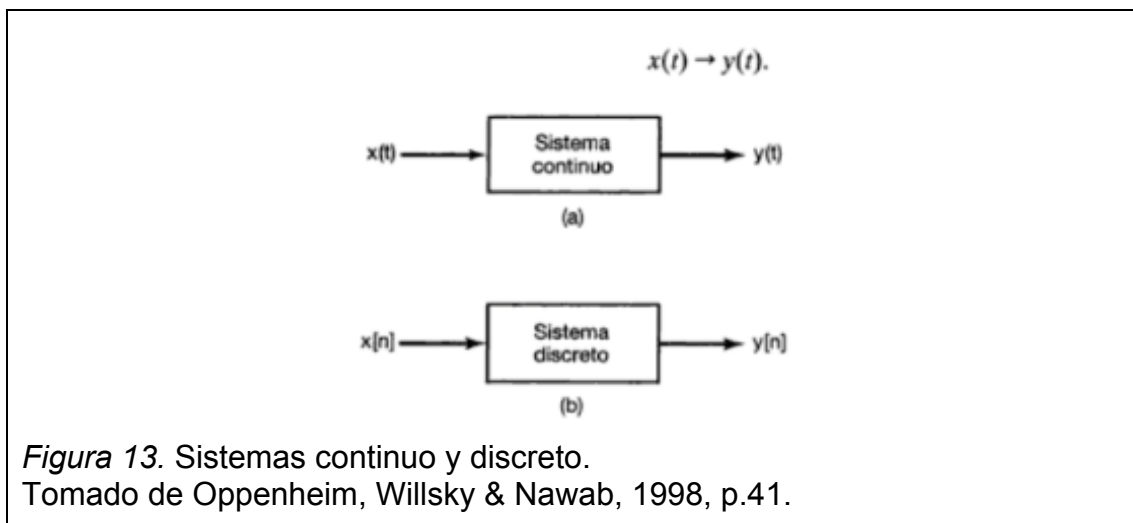 x(t) → y(t).
Sistema
x(t) continuo y(t)
(a)
Sistema
x[n] discreto y[n]
(b)
Figura 13. Sistemas continuo y discreto.
Tomado de Oppenheim, Willsky & Nawab, 1998, p.41.